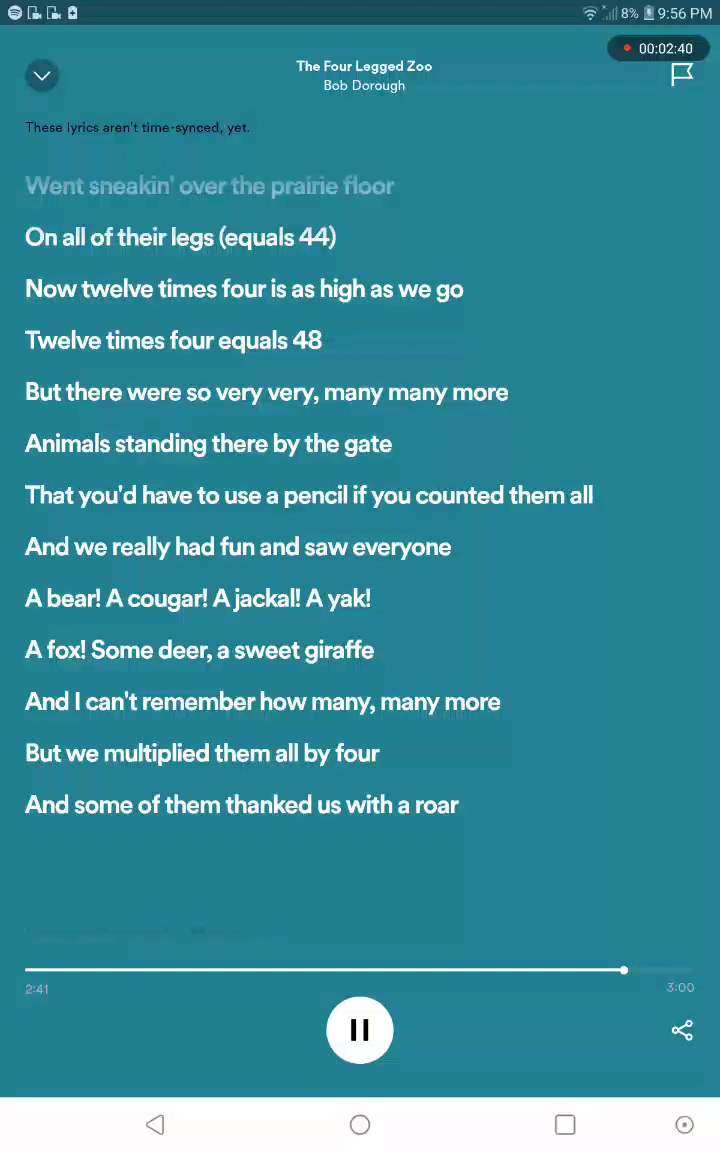 8% 9:56 PM
00:02:40
The Four Legged Zoo
Bob Dorough
These lyrics aren't time-synced, yet.
Went sneakin' over the prairie floor
On all of their legs (equals 44)
Now twelve times four is as high as we go
Twelve times four equals 48
But there were so very very, many many more
Animals standing there by the gate
That you'd have to use a pencil if you counted them all
And we really had fun and saw everyone
A bear! A cougar! A jackal! A yak!
A fox! Some deer, a sweet giraffe
And I can't remember how many, many more
But we multiplied them all by four
And some of them thanked us with a roar
2:41
3:00